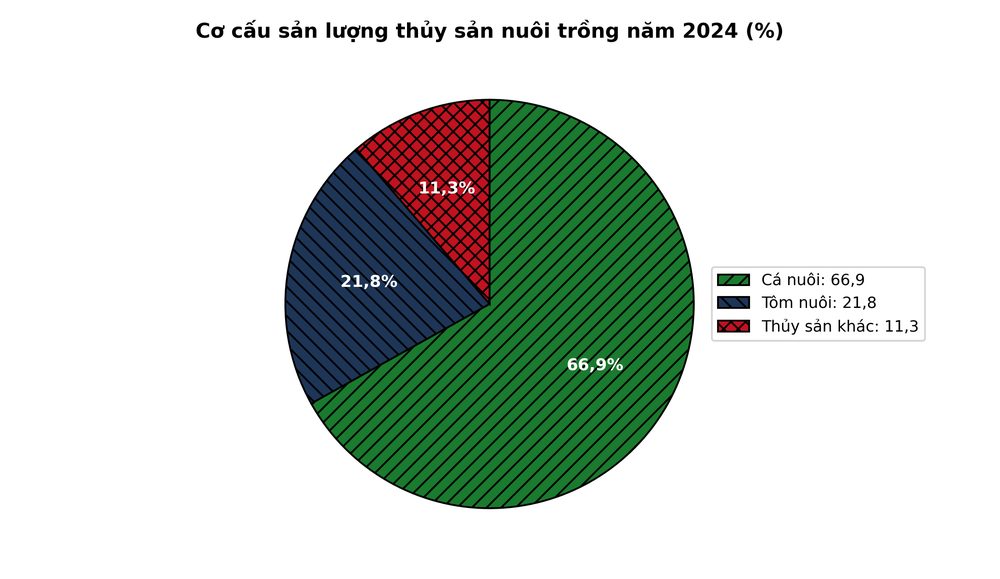 Cơ cấu sản lượng thủy sản nuôi trồng năm 2024 (%)
11,3%
21,8%
66,9%
Cá nuôi: 66,9
Tôm nuôi: 21,8
Thủy sản khác: 11,3